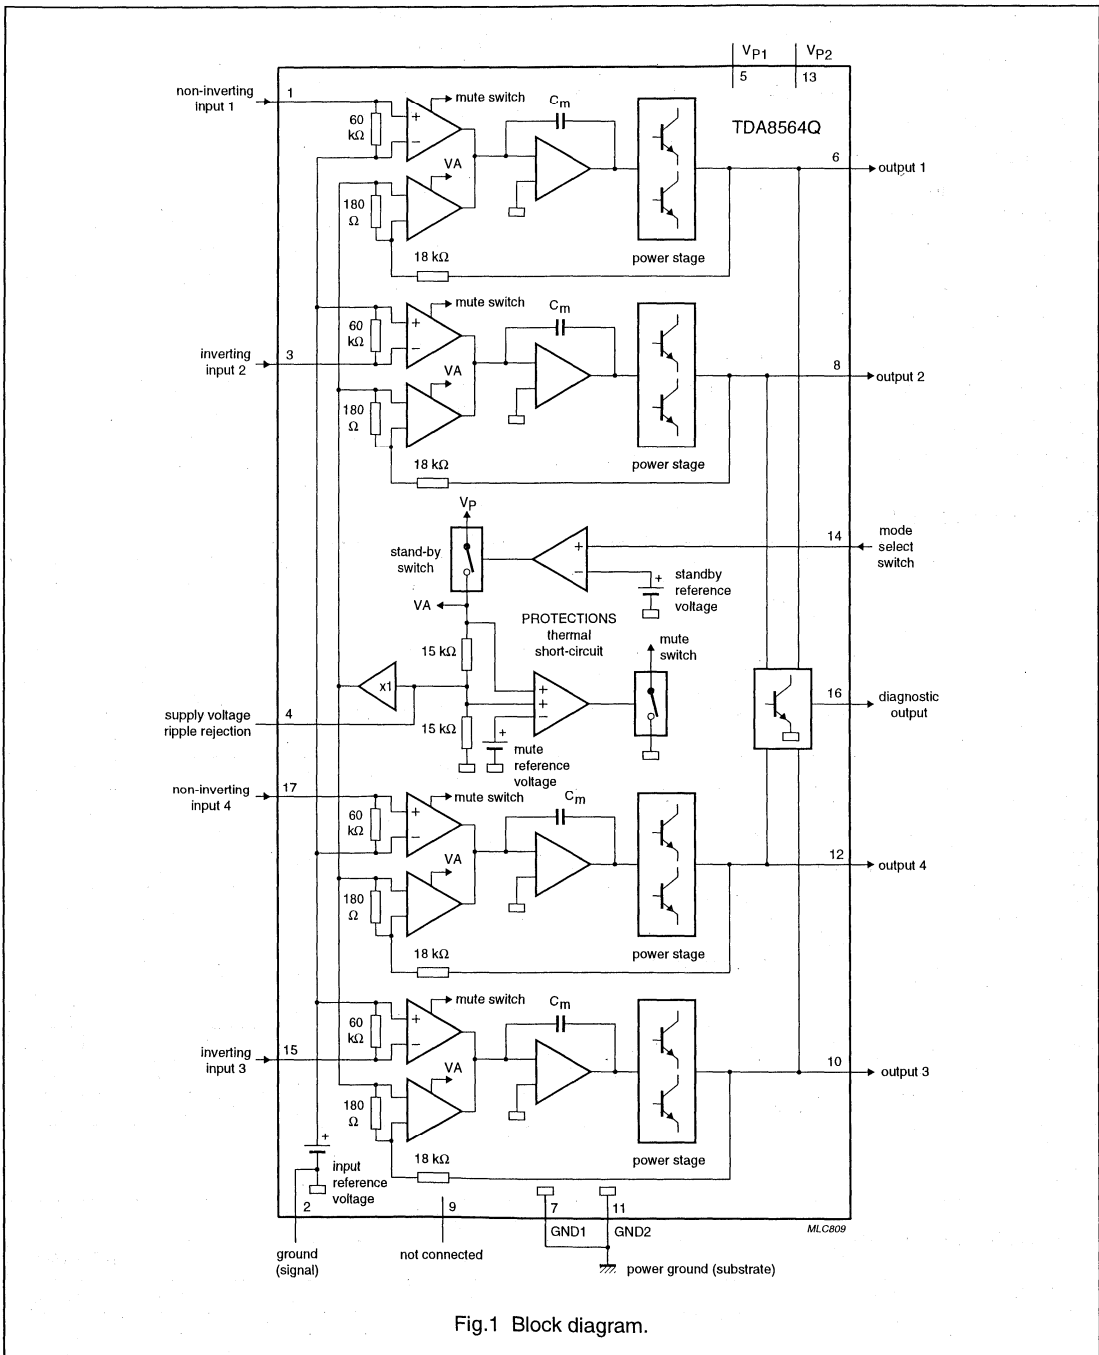 VP1
VP2
5
13
TDA8564Q
non-inverting
input 1
1
60
kΩ
+
−
mute switch
Cm
VA
180
Ω
18 kΩ
power stage
6
output 1
mute switch
Cm
60
kΩ
+
−
inverting
input 2
3
VA
180
Ω
18 kΩ
power stage
8
output 2
VP
stand-by
switch
+
−
14
mode
select
switch
+
standby
reference
voltage
VA
PROTECTIONS
thermal
short-circuit
15 kΩ
mute
switch
x1
+
+
−
supply voltage
ripple rejection
4
15 kΩ
+
mute
reference
voltage
16
diagnostic
output
non-inverting
input 4
17
mute switch
Cm
60
kΩ
+
−
VA
180
Ω
18 kΩ
power stage
12
output 4
mute switch
Cm
60
kΩ
+
−
inverting
input 3
15
VA
180
Ω
18 kΩ
power stage
10
output 3
+
input
reference
voltage
2
9
7
11
GND1
GND2
MLC809
ground
(signal)
not connected
power ground (substrate)
Fig.1 Block diagram.